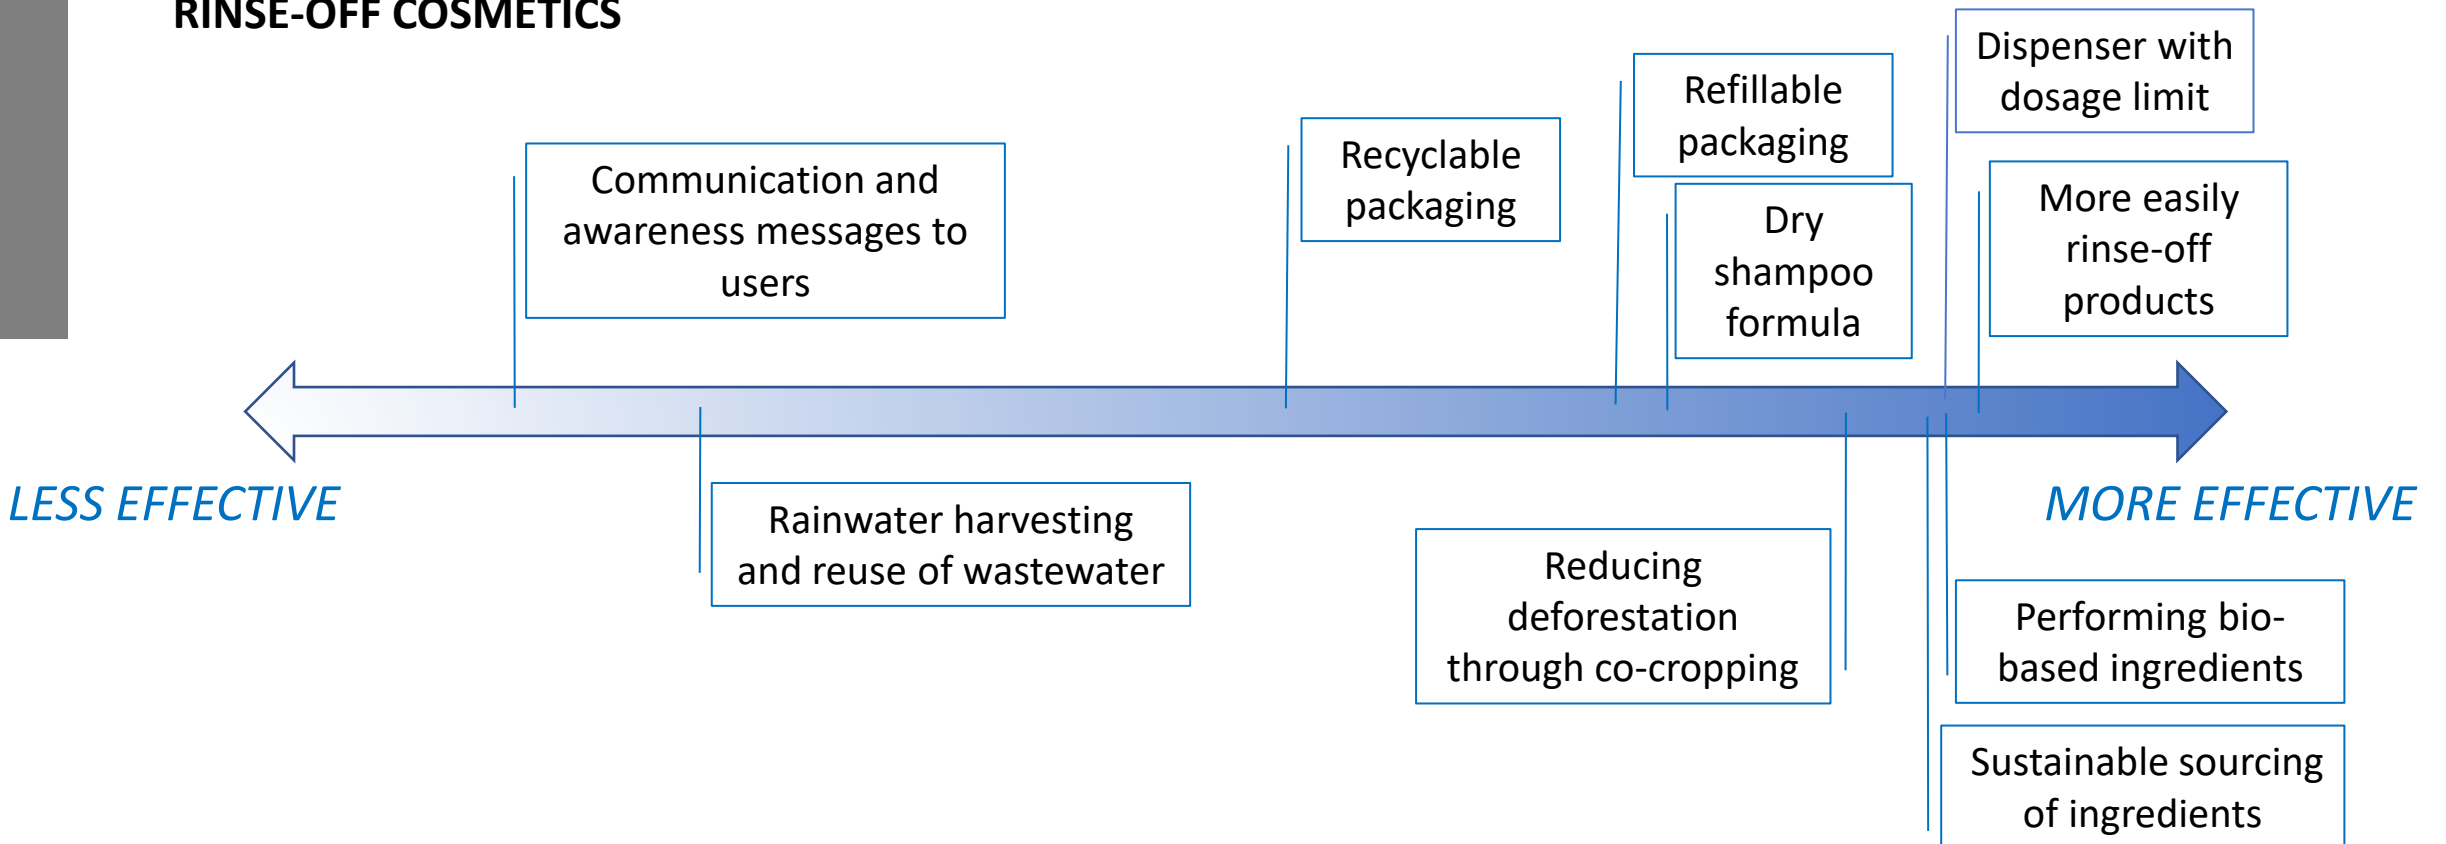 RINSE-OFF COSMETICS
Dispenser with
dosage limit
Refillable
packaging
Recyclable
packaging
Communication and
awareness messages to
users
More easily
rinse-off
products
Dry
shampoo
formula
LESS EFFECTIVE
MORE EFFECTIVE
Rainwater harvesting
and reuse of wastewater
Reducing
deforestation
through co-cropping
Performing bio-
based ingredients
Sustainable sourcing
of ingredients